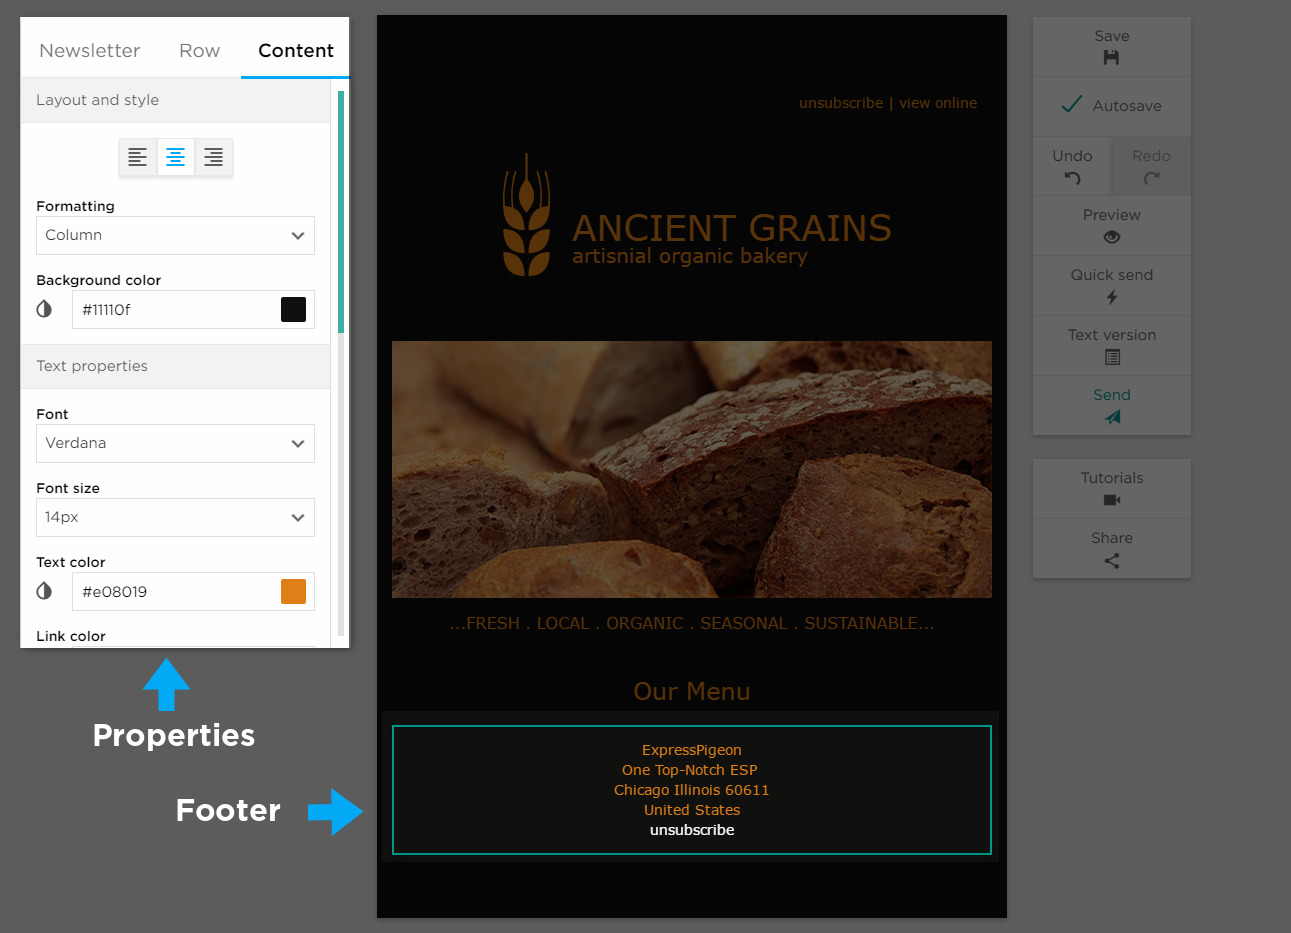 Newsletter Row Content
Layout and style
Formatting
Column
Background color
#11110f
Text properties
Font
Verdana
Font size
14px
Text color
#e08019
Link color
Properties
Footer
unsubscribe | view online
ANCIENT GRAINS
artisnial organic bakery
...FRESH . LOCAL . ORGANIC . SEASONAL . SUSTAINABLE...
Our Menu
ExpressPigeon
One Top-Notch ESP
Chicago Illinois 60611
United States
unsubscribe
Save
Autosave
Undo Redo
Preview
Quick send
Text version
Send
Tutorials
Share